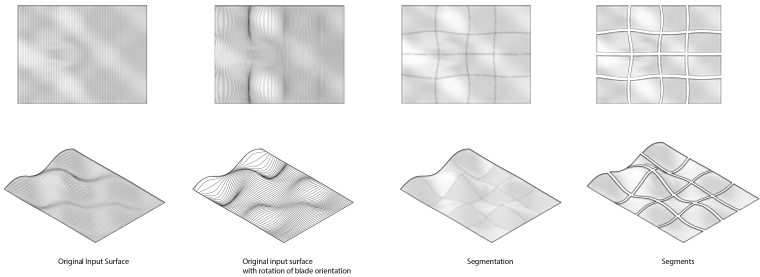 Original Input Surface
Original input surface
with rotation of blade orientation
Segmentation
Segments